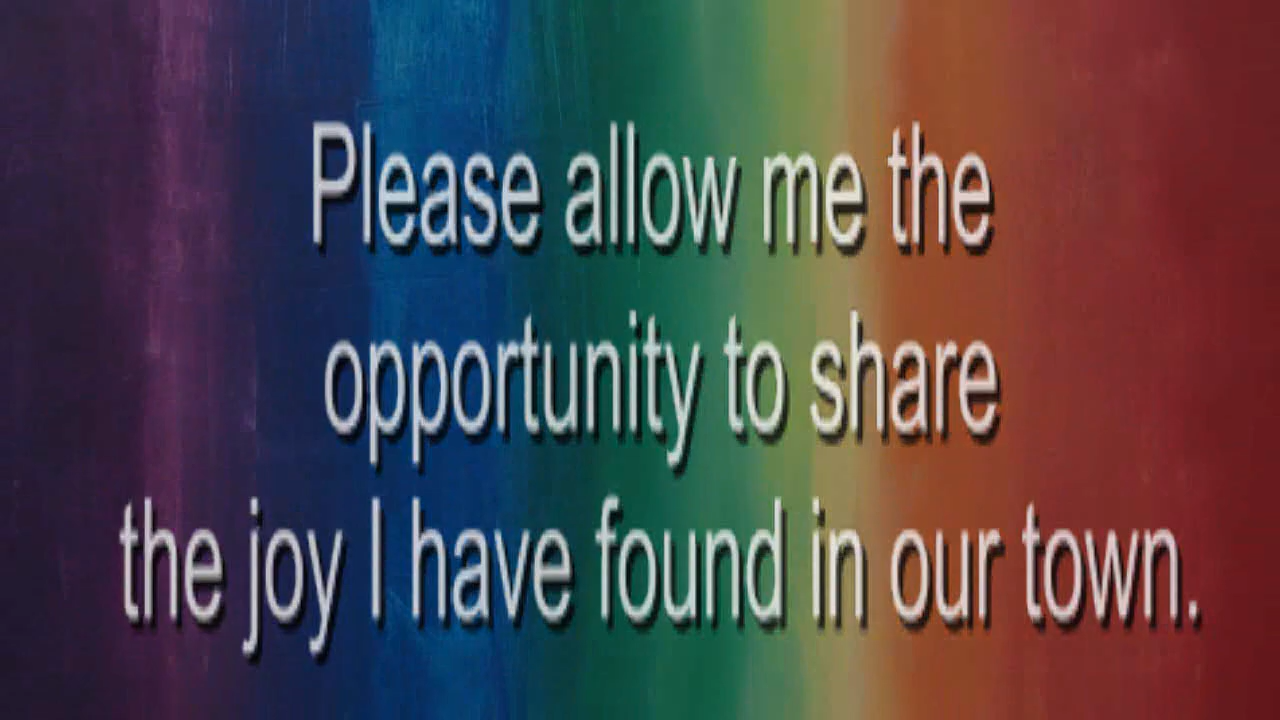 Please allow me the
opportunity to share
the joy I have found in our town.